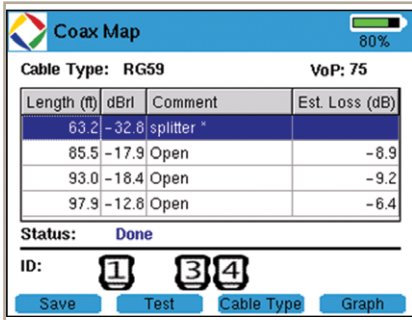 Coax Map
80%
Cable Type: RG59 VoP: 75
Length (ft) dBrl Comment Est. Loss (dB)
63.2 -32.8 splitter *
85.5 -17.9 Open -8.9
93.0 -18.4 Open -9.2
97.9 -12.8 Open -6.4
Status: Done
ID: 1 3 4
Save Test Cable Type Graph